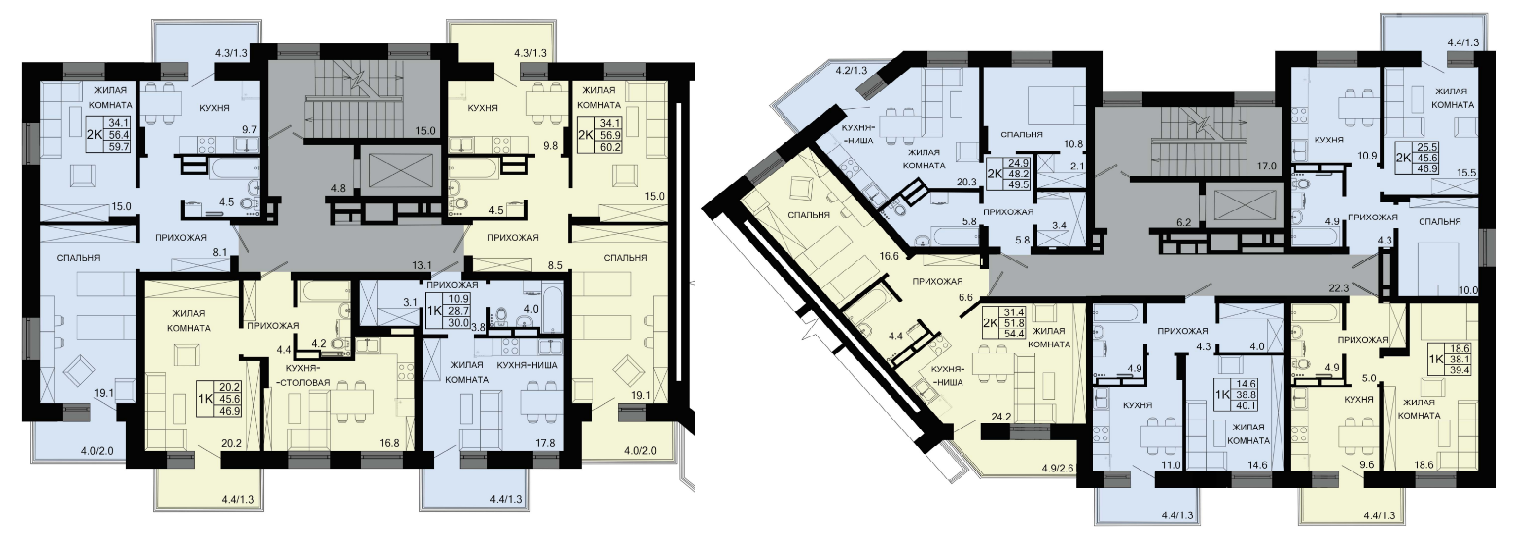 4.3/1.3
ЖИЛАЯ
КОМНАТА
34.1
2К 56.4
59.7
15.0
КУХНЯ
9.7
4.5
15.0
4.8
КУХНЯ
4.3/1.3
9.8
4.5
ЖИЛАЯ
КОМНАТА
34.1
2К 56.9
60.2
15.0
СПАЛЬНЯ
19.1
4.0/2.0
ПРИХОЖАЯ
8.1
13.1
ПРИХОЖАЯ
8.5
СПАЛЬНЯ
19.1
4.0/2.0
ЖИЛАЯ
КОМНАТА
20.2
1К 45.6
46.9
20.2
4.4/1.3
ПРИХОЖАЯ
4.4
4.2
КУХНЯ-
-СТОЛОВАЯ
16.8
ПРИХОЖАЯ
3.1
10.9
1К 28.7
30.0
3.8
4.0
ЖИЛАЯ
КОМНАТА
КУХНЯ-НИША
17.8
4.4/1.3
4.2/1.3
КУХНЯ-
-НИША
ЖИЛАЯ
КОМНАТА
20.3
СПАЛЬНЯ
10.8
24.9
2К 48.2
49.5
2.1
5.8
ПРИХОЖАЯ
5.8
3.4
17.0
6.2
КУХНЯ
10.9
4.4/1.3
ЖИЛАЯ
КОМНАТА
25.5
2К 45.6
46.9
15.5
4.9
ПРИХОЖАЯ
4.3
СПАЛЬНЯ
10.0
22.3
СПАЛЬНЯ
16.6
ПРИХОЖАЯ
6.6
4.4
КУХНЯ-
-НИША
31.4
2К 51.8
54.4
ЖИЛАЯ
КОМНАТА
24.2
4.9/2.6
4.9
ПРИХОЖАЯ
4.3
4.0
КУХНЯ
11.0
14.6
1К 38.8
40.1
ЖИЛАЯ
КОМНАТА
14.6
4.4/1.3
4.9
ПРИХОЖАЯ
5.0
КУХНЯ
9.6
18.6
1К 38.1
39.4
ЖИЛАЯ
КОМНАТА
18.6
4.4/1.3